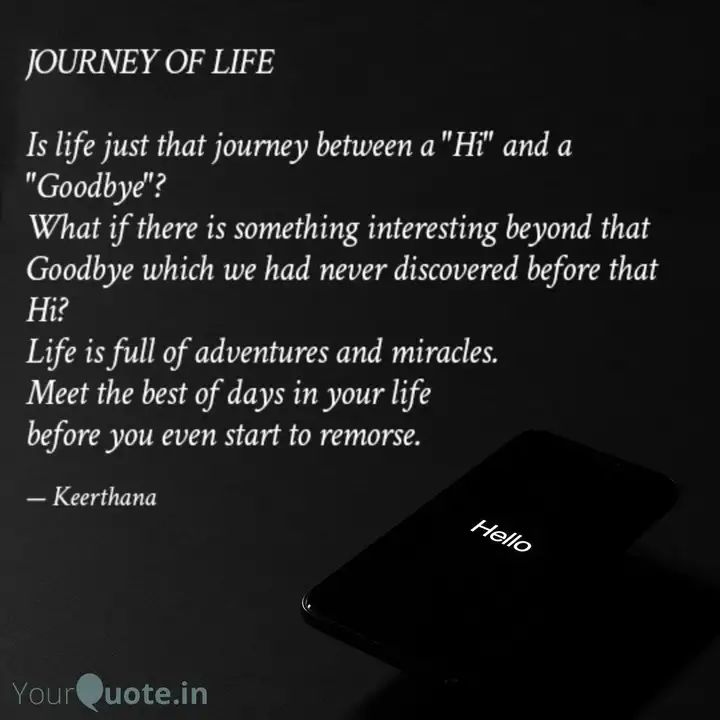 JOURNEY OF LIFE
Is life just that journey between a "Hi" and a
"Goodbye"?
What if there is something interesting beyond that
Goodbye which we had never discovered before that
Hi?
Life is full of adventures and miracles.
Meet the best of days in your life
before you even start to remorse.
— Keerthana
Hello
YourQuote.in